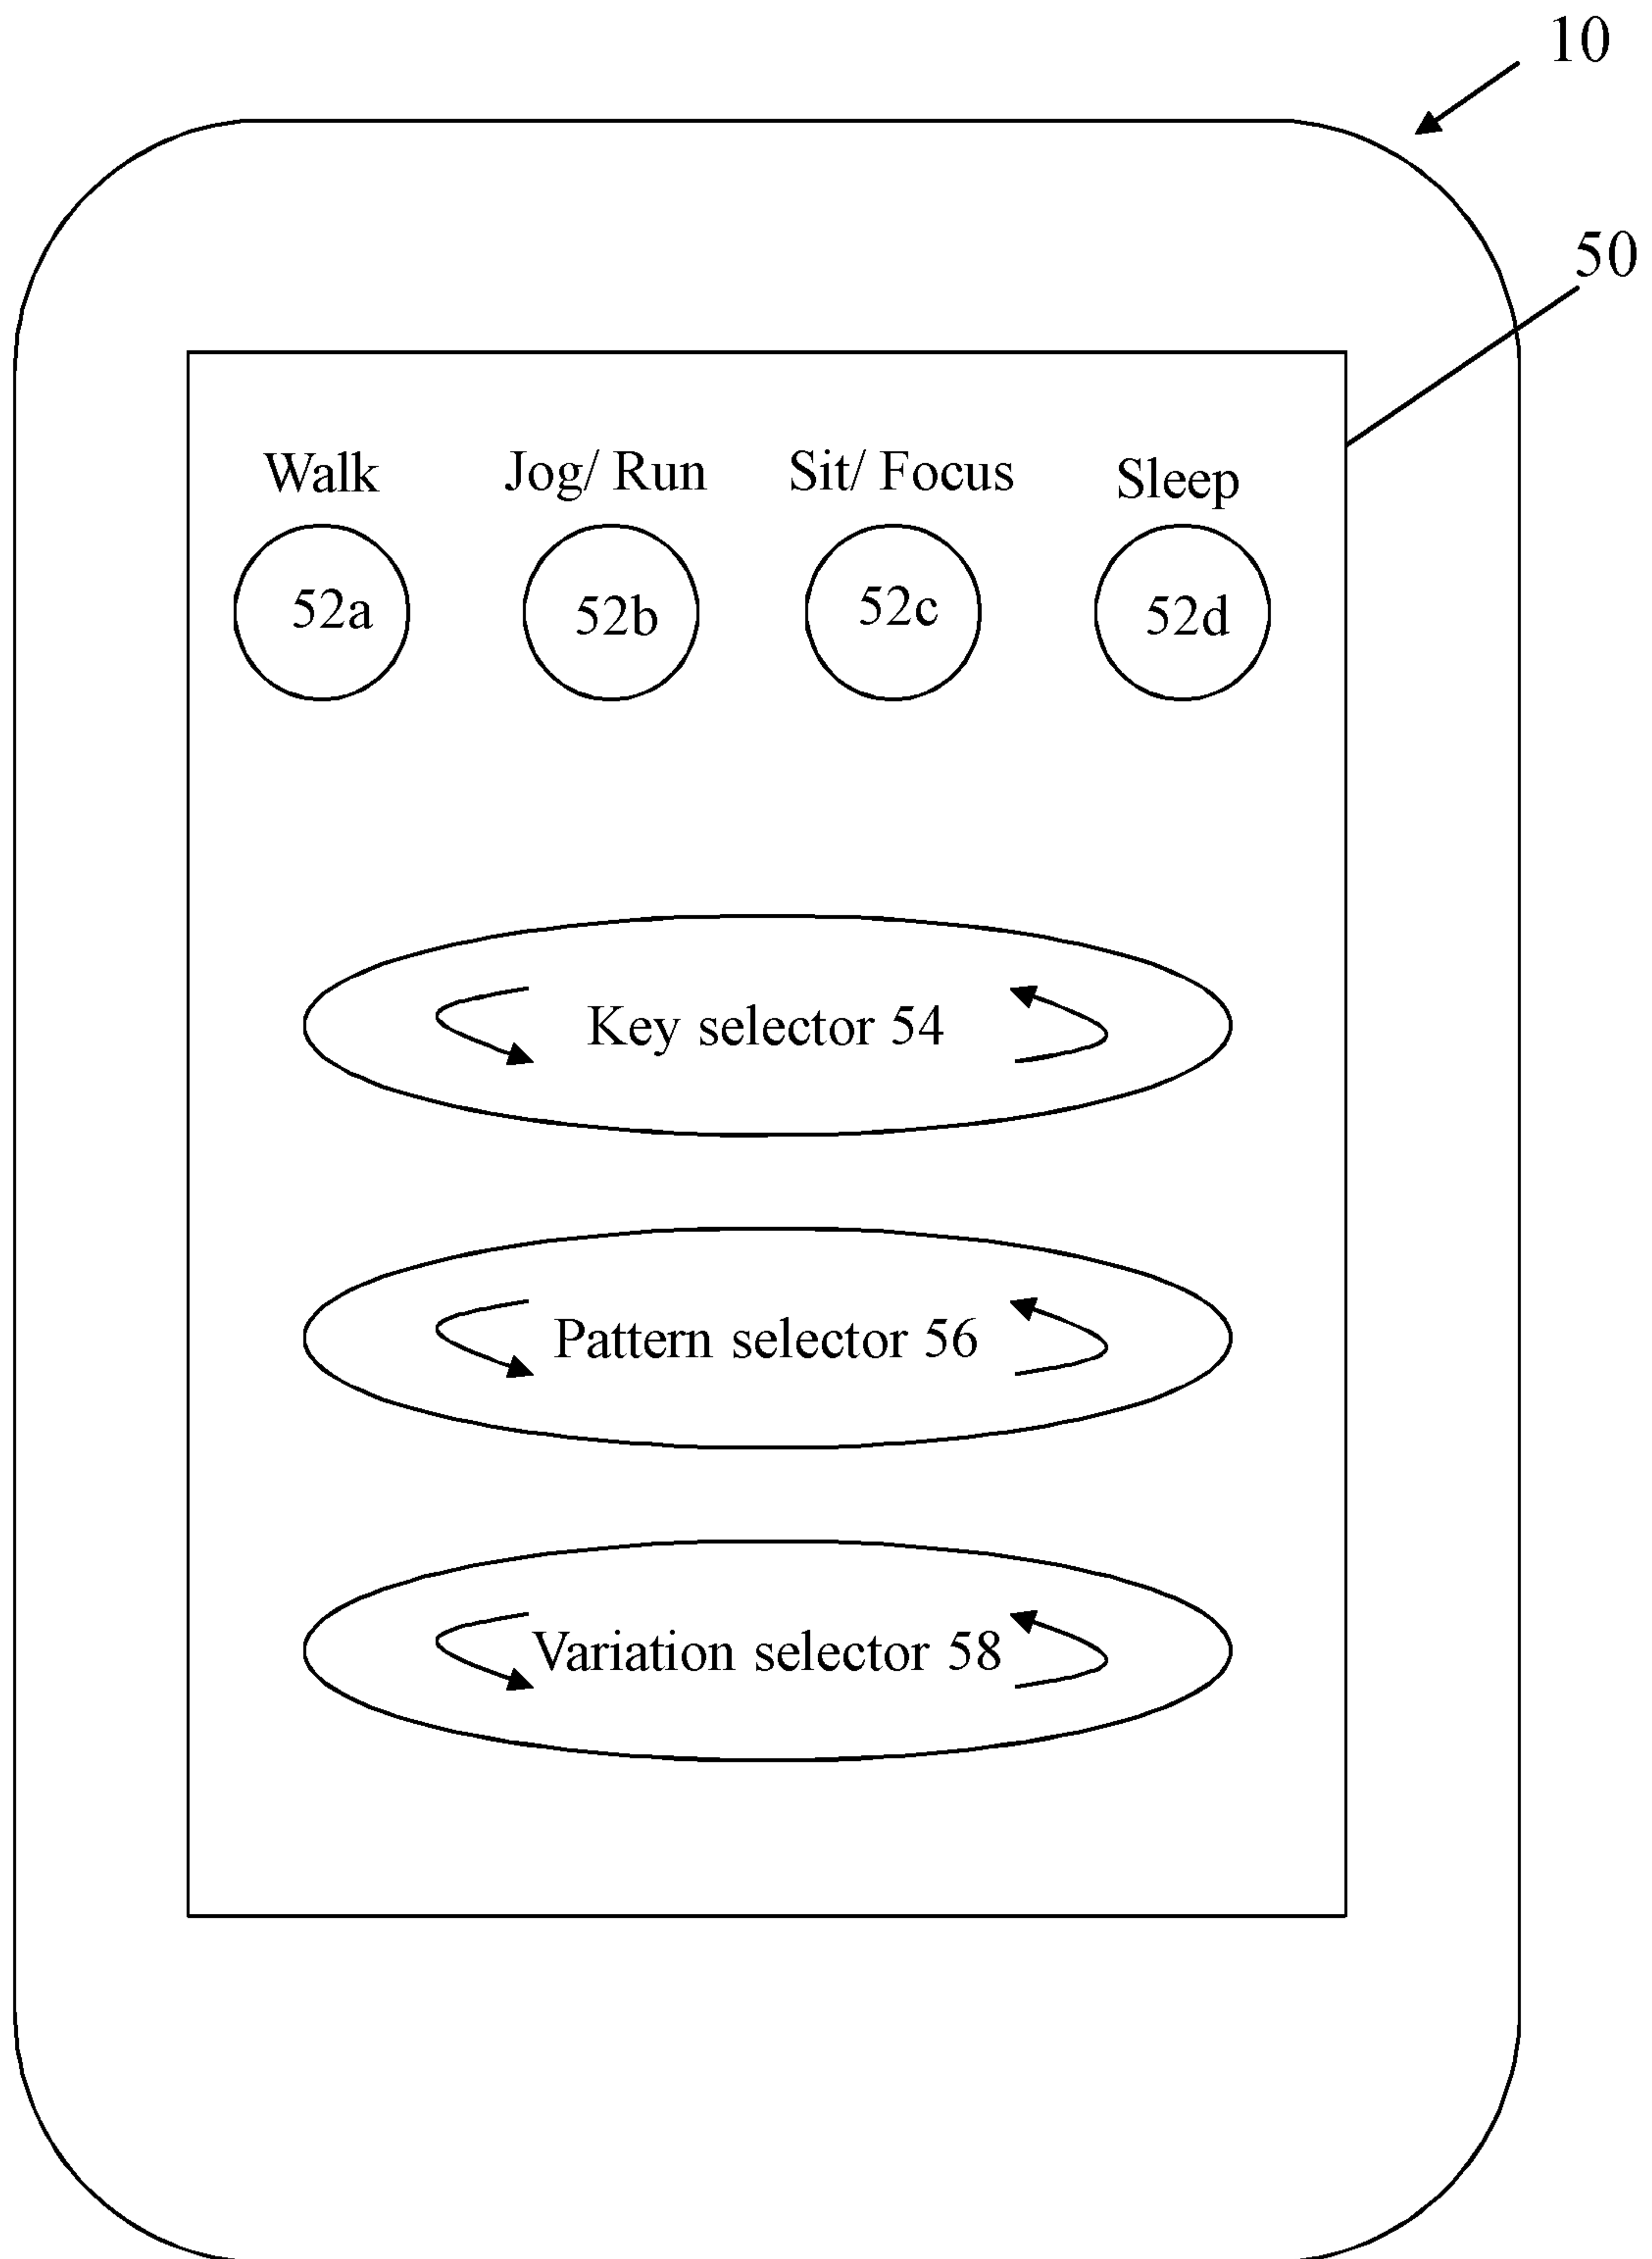 10
50
Walk Jog/ Run Sit/ Focus Sleep
52a 52b 52c 52d
Key selector 54
Pattern selector 56
Variation selector 58